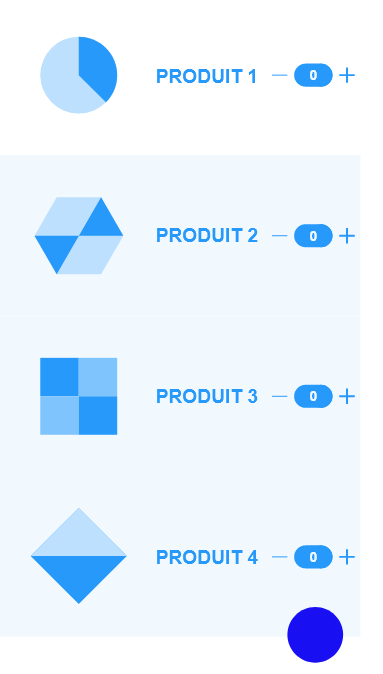 PRODUIT 1 — 0 +
PRODUIT 2 — 0 +
PRODUIT 3 — 0 +
PRODUIT 4 — 0 +